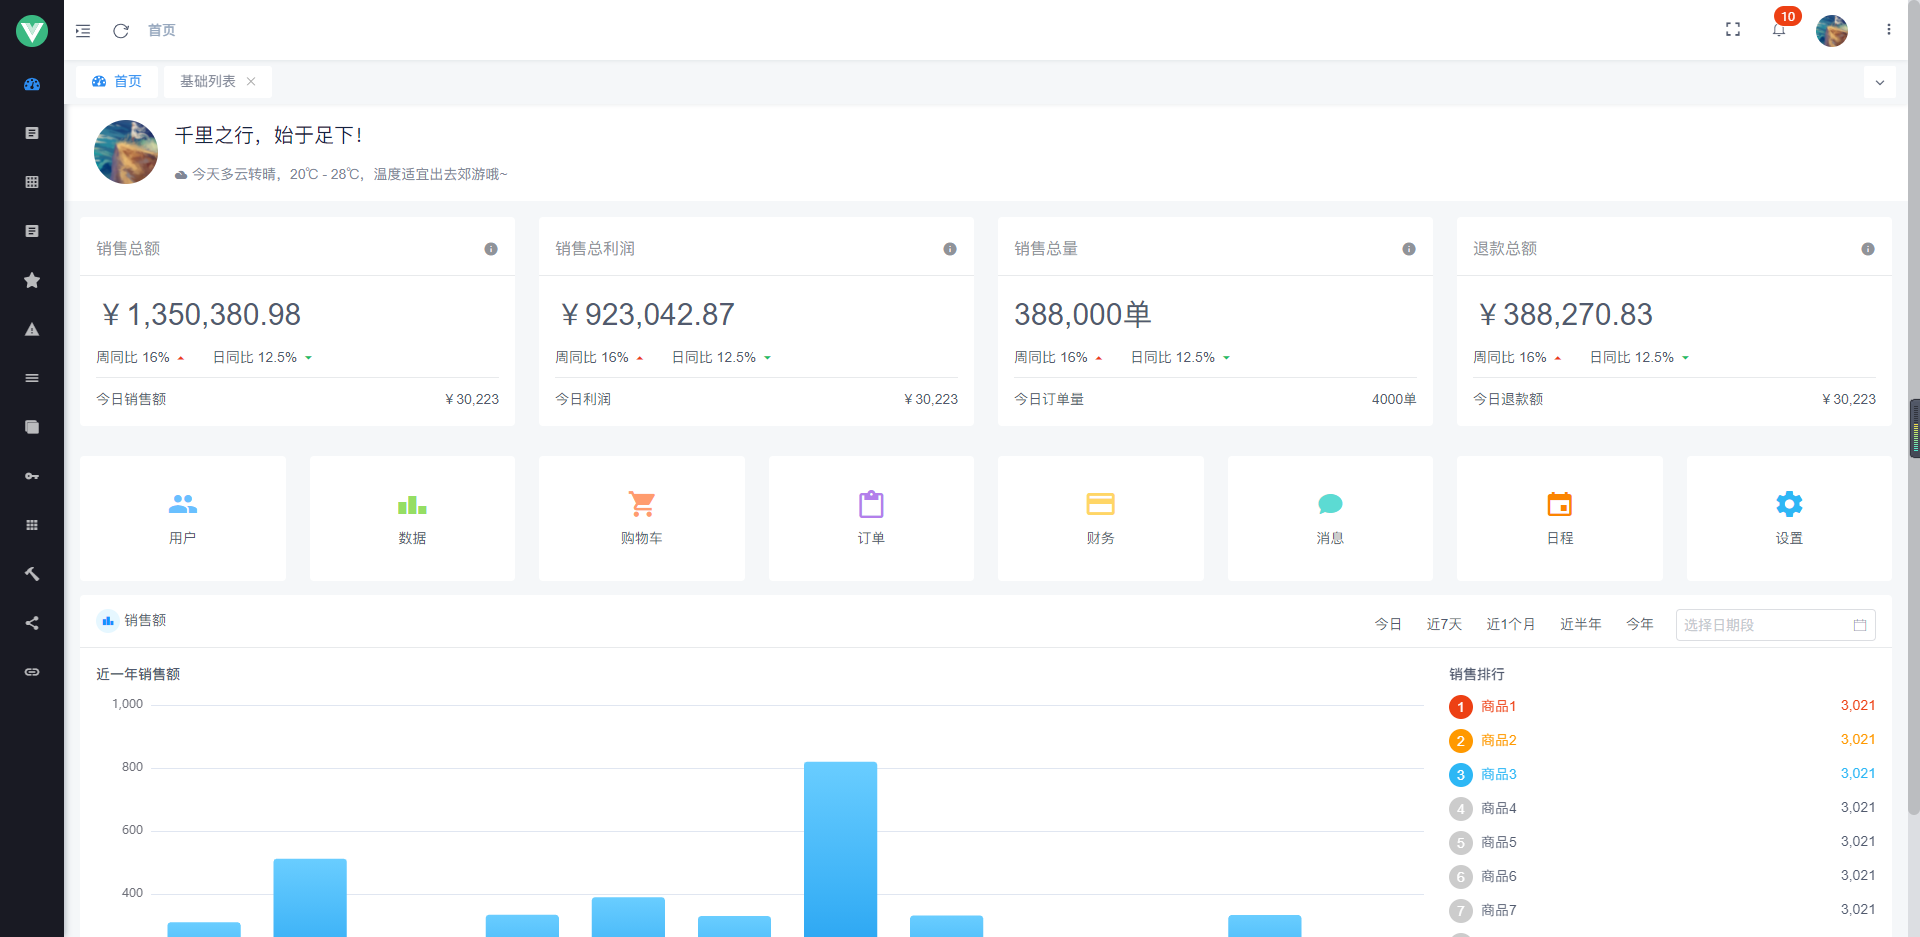 首页
10
首页
基础列表
千里之行，始于足下！
今天多云转晴，20℃ - 28℃，温度适宜出去郊游哦~
销售总额
¥ 1,350,380.98
周同比 16% 日同比 12.5%
今日销售额 ¥ 30,223
销售总利润
¥ 923,042.87
周同比 16% 日同比 12.5%
今日利润 ¥ 30,223
销售总量
388,000单
周同比 16% 日同比 12.5%
今日订单量 4000单
退款总额
¥ 388,270.83
周同比 16% 日同比 12.5%
今日退款额 ¥ 30,223
用户
数据
购物车
订单
财务
消息
日程
设置
销售额
今日 近7天 近1个月 近半年 今年 选择日期段
近一年销售额
1,000
800
600
400
销售排行
1 商品1 3,021
2 商品2 3,021
3 商品3 3,021
4 商品4 3,021
5 商品5 3,021
6 商品6 3,021
7 商品7 3,021